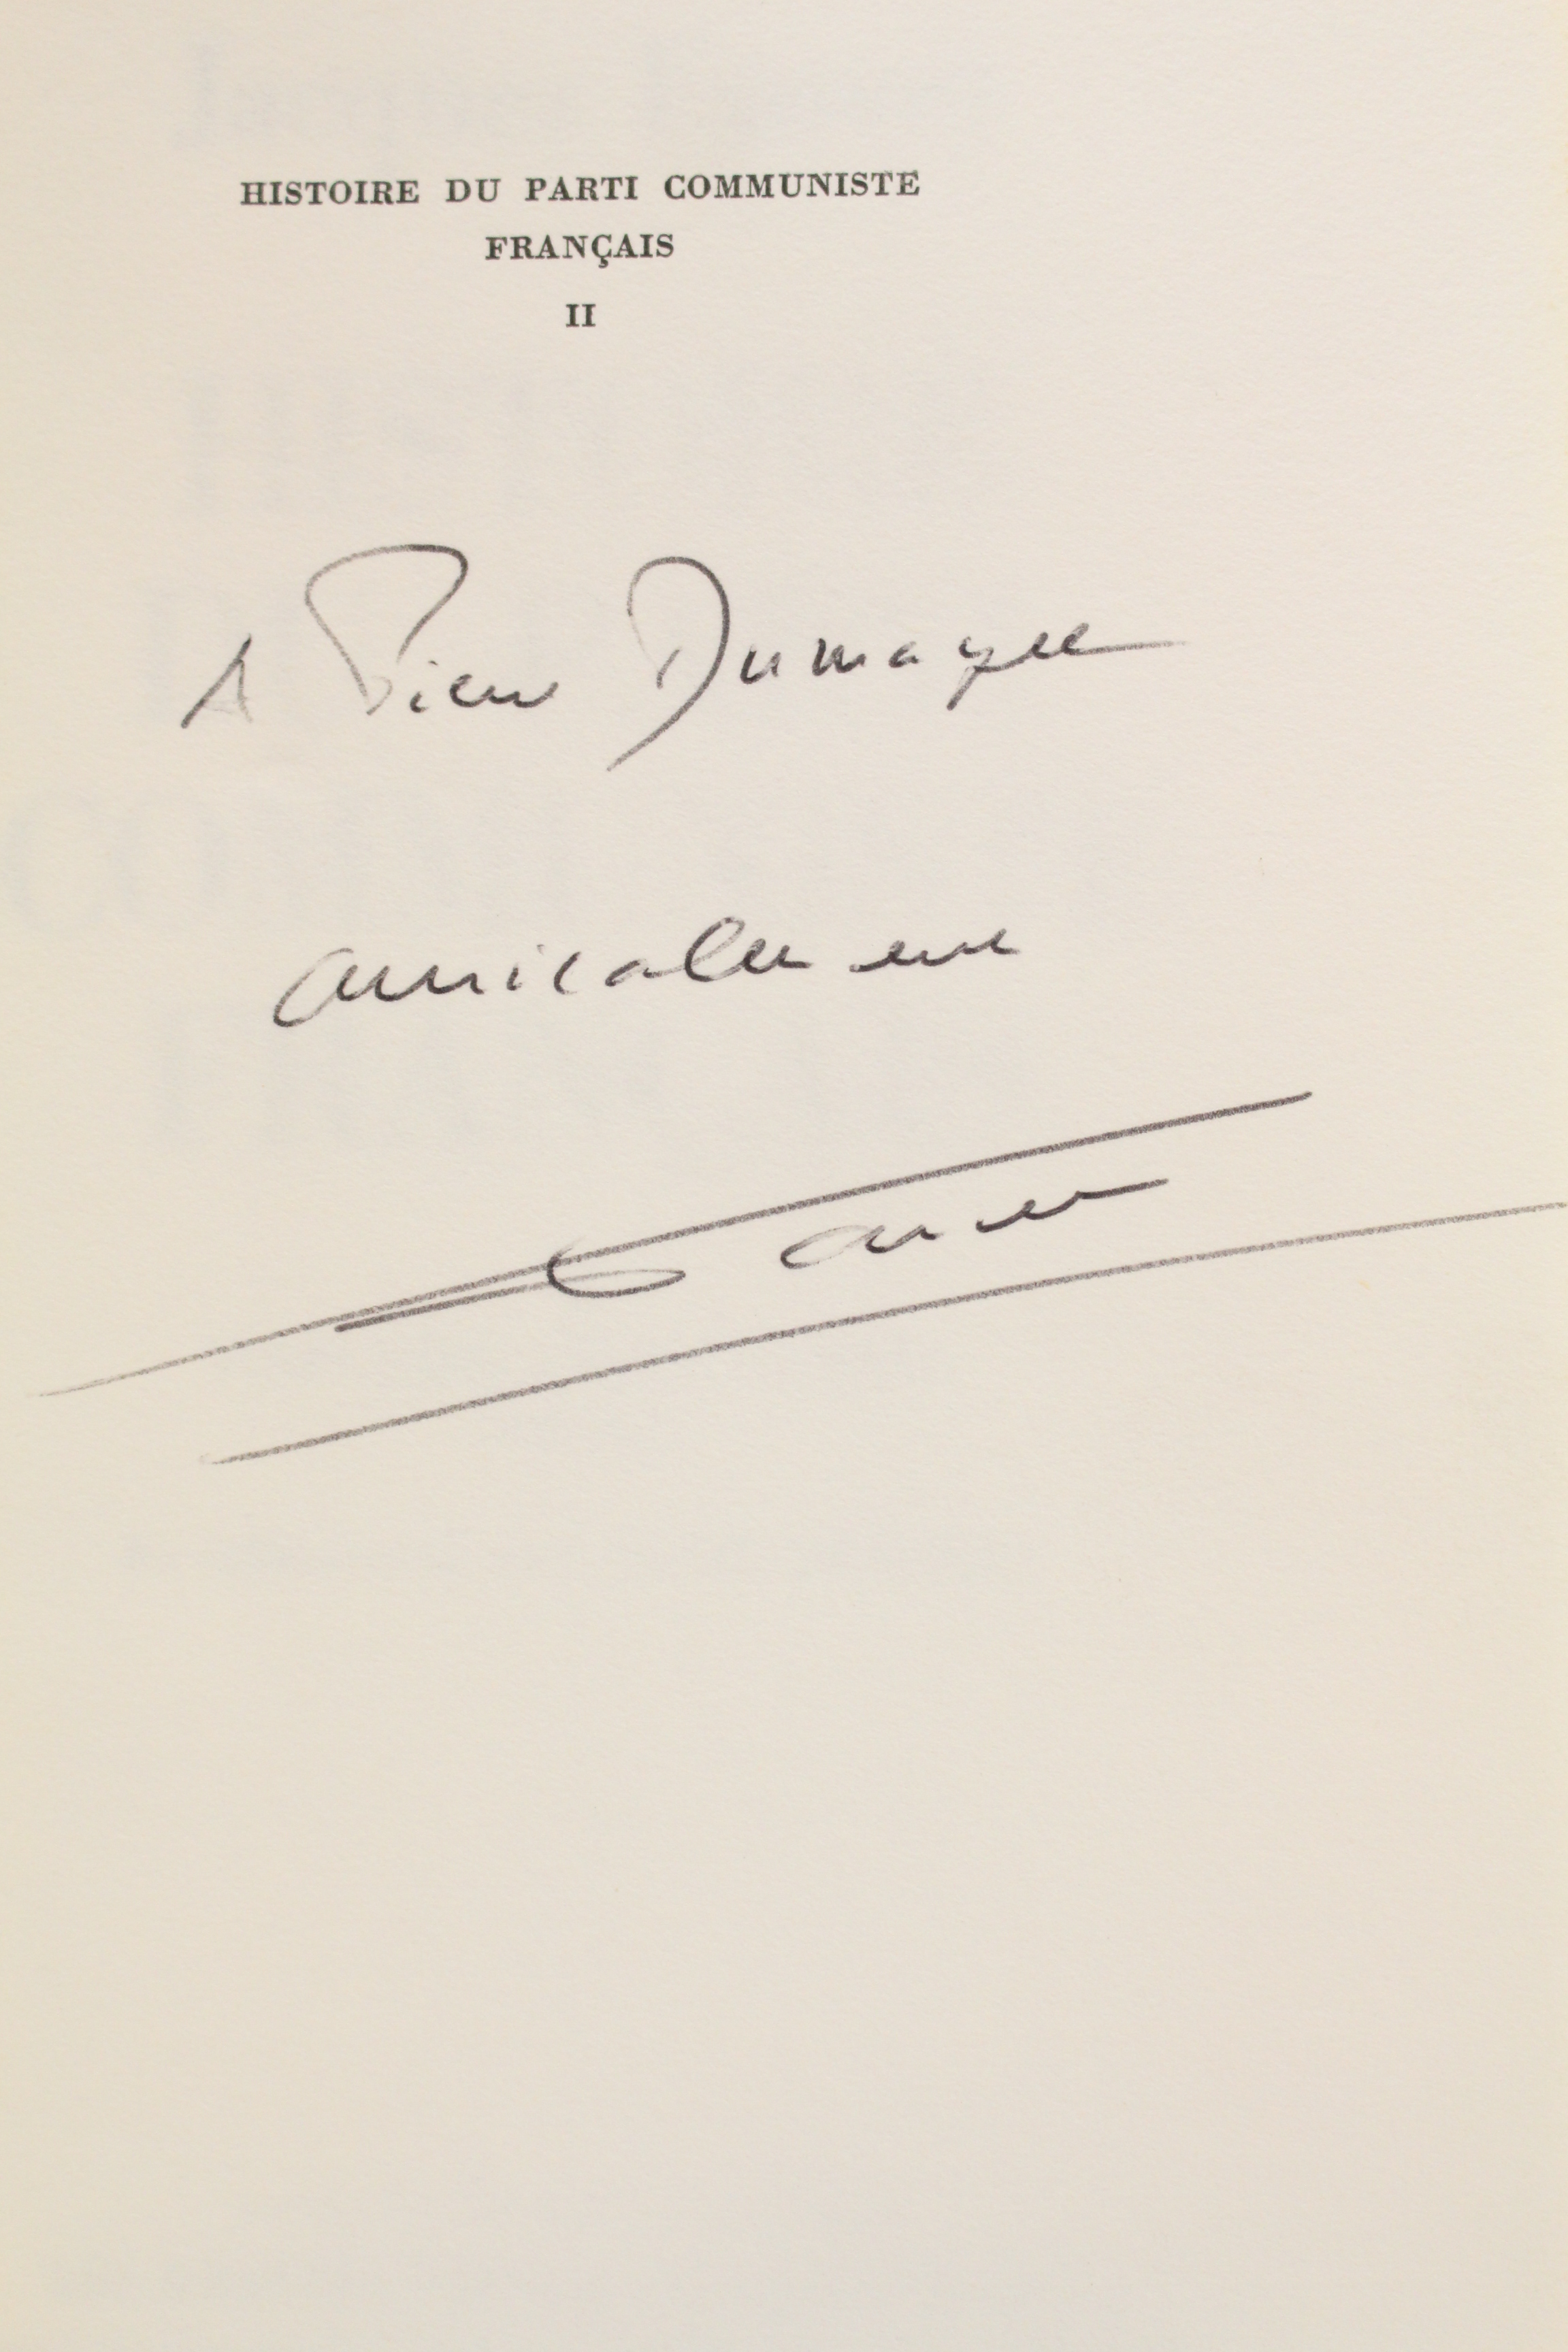 HISTOIRE DU PARTI COMMUNISTE
FRANÇAIS
II
A Pierre Dumayet
amicalement